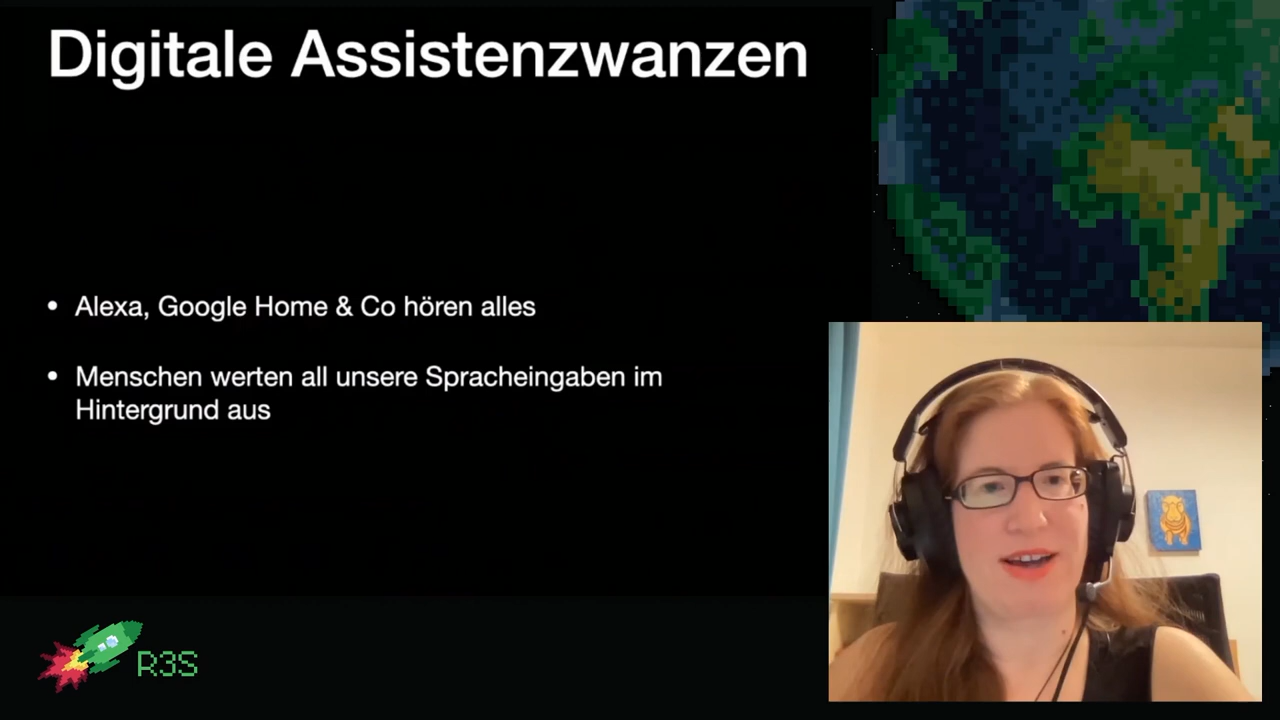 Digitale Assistenzwanzen
• Alexa, Google Home & Co hören alles
• Menschen werten all unsere Spracheingaben im
Hintergrund aus
R3S